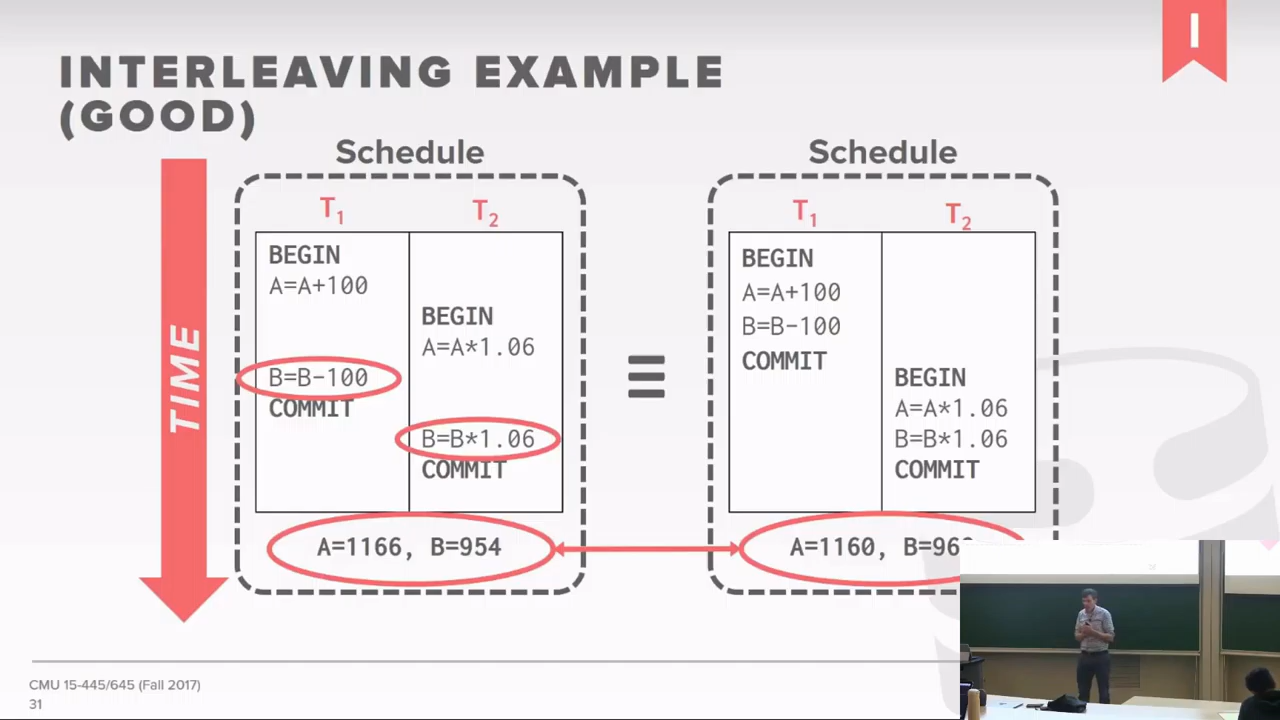 I
INTERLEAVING EXAMPLE
(GOOD)
Schedule
T1 T2
BEGIN
A=A+100
BEGIN
A=A*1.06
B=B-100
COMMIT
B=B*1.06
COMMIT
A=1166, B=954
TIME
≡
Schedule
T1 T2
BEGIN
A=A+100
B=B-100
COMMIT
BEGIN
A=A*1.06
B=B*1.06
COMMIT
A=1160,
CMU 15-445/645 (Fall 2017)
31